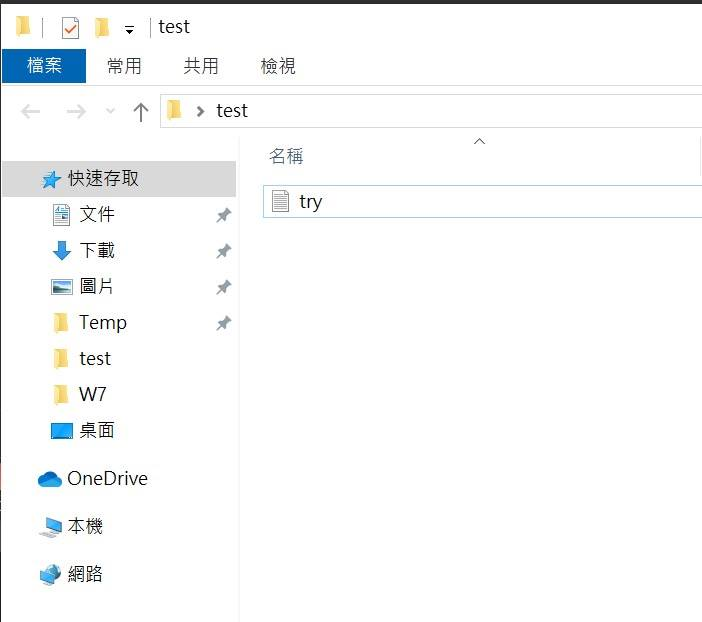 test
檔案 常用 共用 檢視
test
名稱
try
快速存取
文件
下載
圖片
Temp
test
W7
桌面
OneDrive
本機
網路